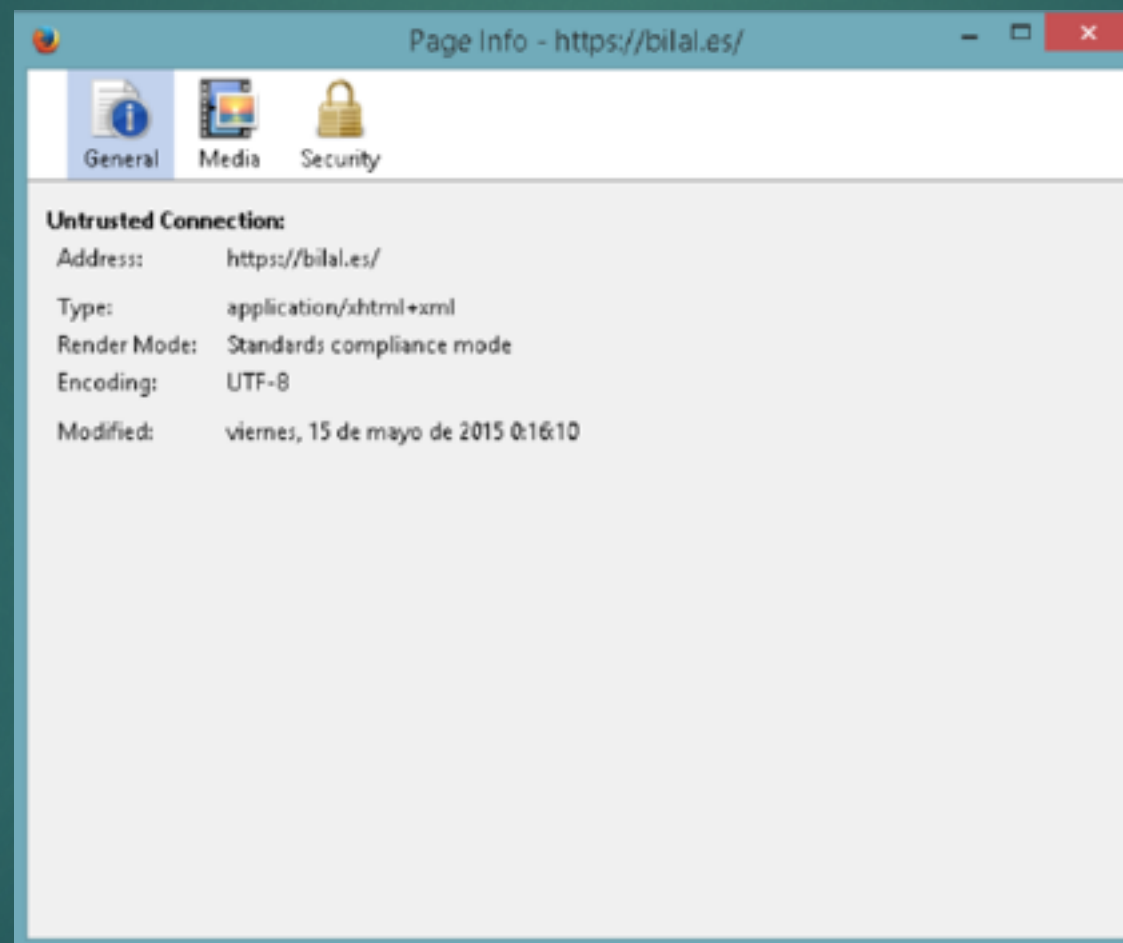 Page Info - https://bilal.es/
General Media Security
Untrusted Connection:
Address: https://bilal.es/
Type: application/xhtml+xml
Render Mode: Standards compliance mode
Encoding: UTF-8
Modified: viernes, 15 de mayo de 2015 0:16:10